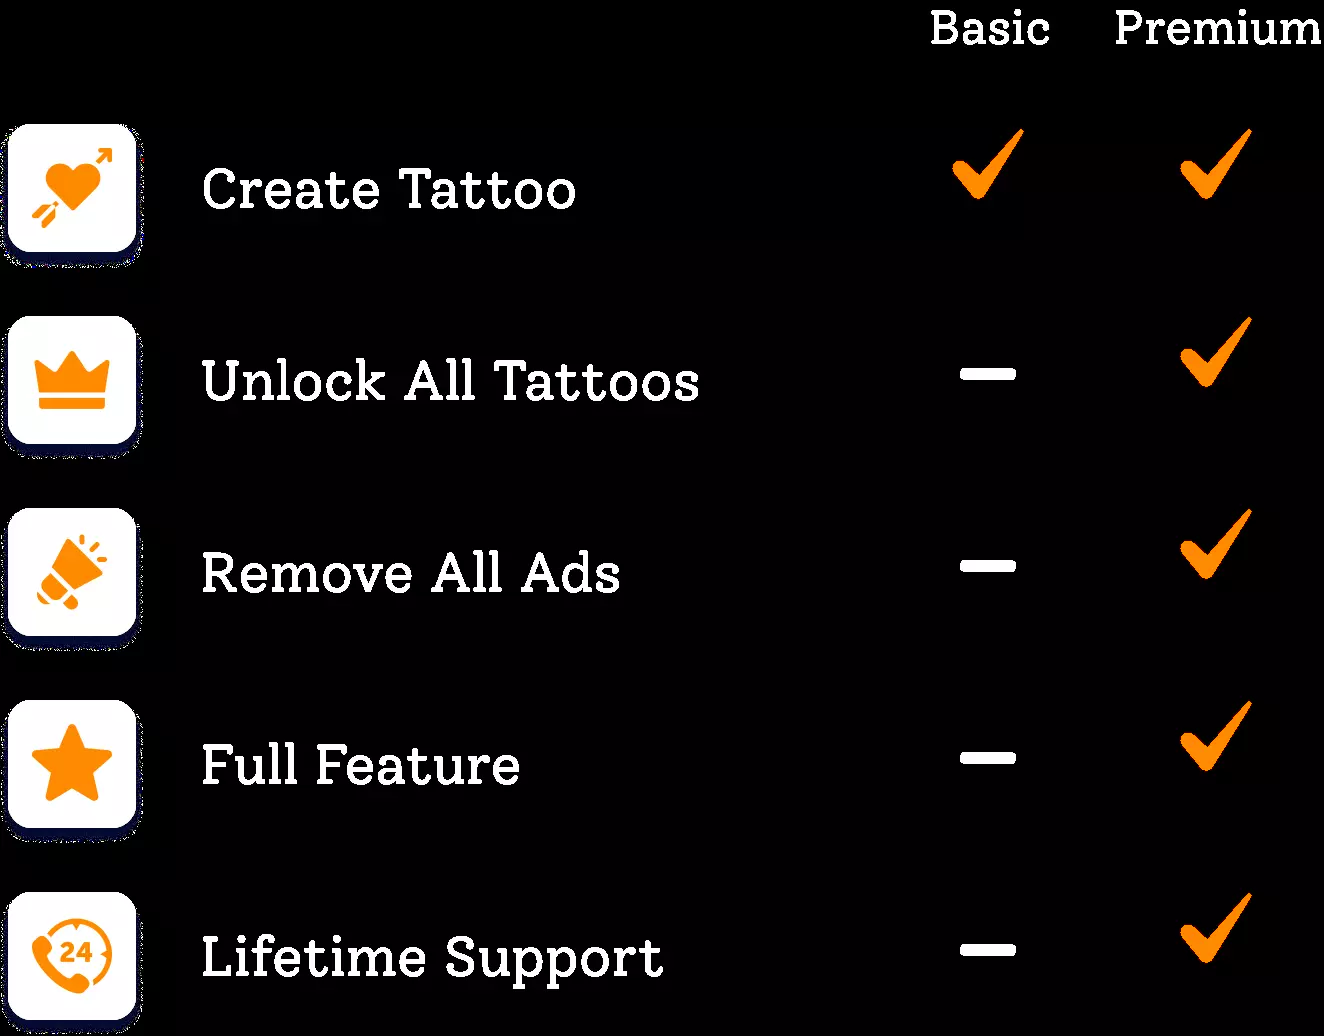 Basic Premium
Create Tattoo
Unlock All Tattoos
Remove All Ads
Full Feature
24
Lifetime Support